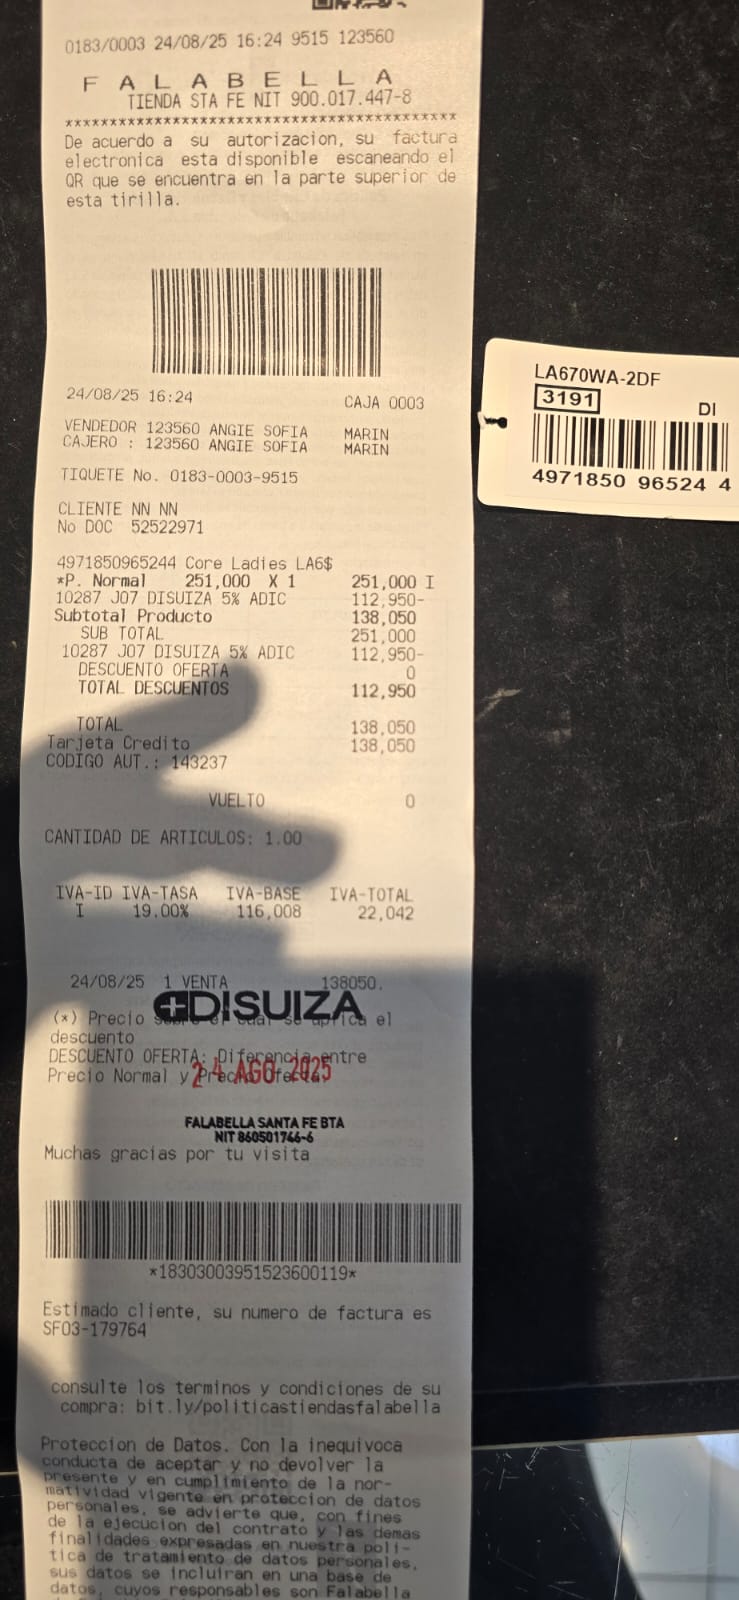 0183/0003 24/08/25 16:24 9515 123560
FALABELLA
TIENDA STA FE NIT 900.017.447-8
******************************************
De acuerdo a su autorizacion, su factura
electronica esta disponible escaneando el
QR que se encuentra en la parte superior de
esta tirilla.
24/08/25 16:24 CAJA 0003
VENDEDOR 123560 ANGIE SOFIA MARIN
CAJERO : 123560 ANGIE SOFIA MARIN
TIQUETE No. 0183-0003-9515
CLIENTE NN NN
No DOC 52522971
4971850965244 Core Ladies LA6$
*P. Normal 251,000 X 1 251,000 I
10287 J07 DISUIZA 5% ADIC 112,950-
Subtotal Producto 138,050
SUB TOTAL 251,000
10287 J07 DISUIZA 5% ADIC 112,950-
DESCUENTO OFERTA 0
TOTAL DESCUENTOS 112,950
TOTAL 138,050
Tarjeta Credito 138,050
CODIGO AUT.: 143237
VUELTO 0
CANTIDAD DE ARTICULOS: 1.00
IVA-ID IVA-TASA IVA-BASE IVA-TOTAL
I 19.00% 116,008 22,042
24/08/25 1 VENTA 138050.
DISUIZA
(*) Precio sobre el cual se aplica el
descuento
DESCUENTO OFERTA: Diferencia entre
Precio Normal y Precio Oferta
24 AGO 2025
FALABELLA SANTA FE BTA
NIT 860501746-6
Muchas gracias por tu visita
*18303003951523600119*
Estimado cliente, su numero de factura es
SF03-179764
consulte los terminos y condiciones de su
compra: bit.ly/politicastiendasfalabella
Proteccion de Datos. Con la inequivoca
conducta de aceptar y no devolver la
presente y en cumplimiento de la nor-
matividad vigente en proteccion de datos
personales, se advierte que, con fines
de la ejecucion del contrato y las demas
finalidades expresadas en nuestra poli-
tica de tratamiento de datos personales,
sus datos se incluiran en una base de
datos, cuyos responsables son Falabella
LA670WA-2DF
3191
DI
4971850 96524 4